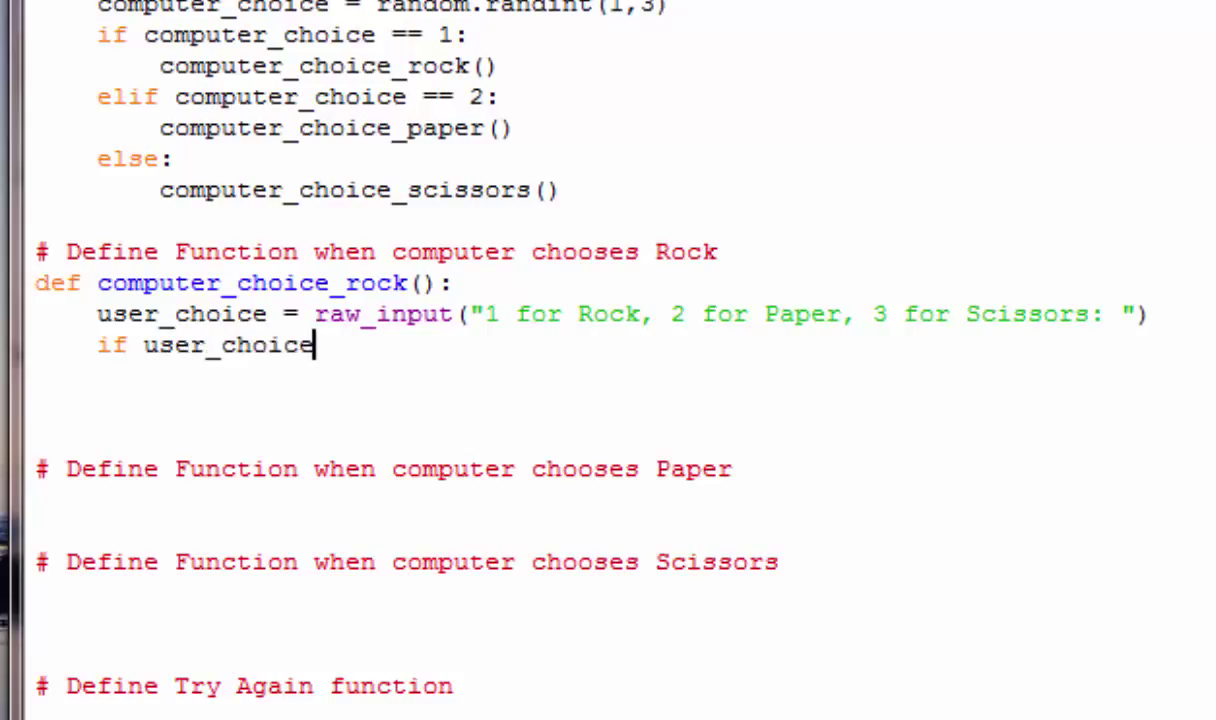 computer_choice = random.randint(1,3)
if computer_choice == 1:
computer_choice_rock()
elif computer_choice == 2:
computer_choice_paper()
else:
computer_choice_scissors()
# Define Function when computer chooses Rock
def computer_choice_rock():
user_choice = raw_input("1 for Rock, 2 for Paper, 3 for Scissors: ")
if user_choice
# Define Function when computer chooses Paper
# Define Function when computer chooses Scissors
# Define Try Again function